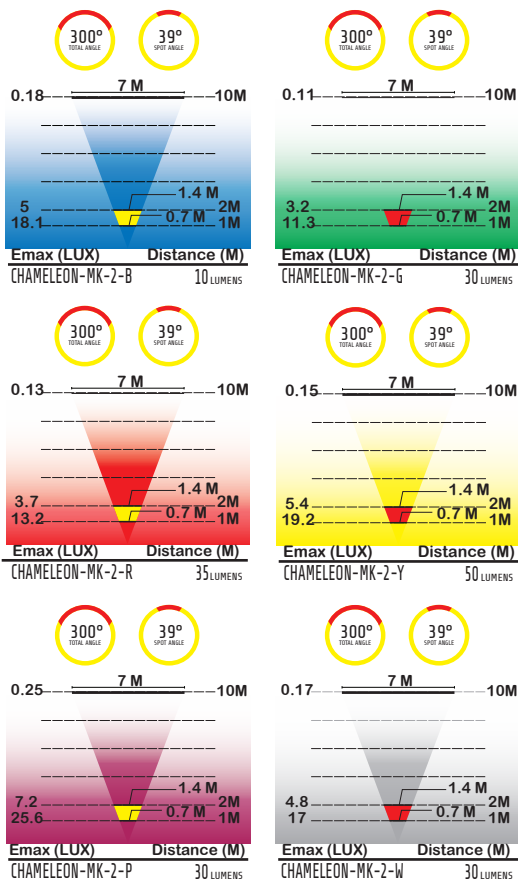 300° 39°
TOTAL ANGLE SPOT ANGLE
7 M
0.18 10M
1.4 M
5 2M
0.7 M
18.1 1M
Emax (LUX) Distance (M)
CHAMELEON-MK-2-B 10 LUMENS
300° 39°
TOTAL ANGLE SPOT ANGLE
7 M
0.11 10M
1.4 M
3.2 2M
0.7 M
11.3 1M
Emax (LUX) Distance (M)
CHAMELEON-MK-2-G 30 LUMENS
300° 39°
TOTAL ANGLE SPOT ANGLE
7 M
0.13 10M
1.4 M
3.7 2M
0.7 M
13.2 1M
Emax (LUX) Distance (M)
CHAMELEON-MK-2-R 35 LUMENS
300° 39°
TOTAL ANGLE SPOT ANGLE
7 M
0.15 10M
1.4 M
5.4 2M
0.7 M
19.2 1M
Emax (LUX) Distance (M)
CHAMELEON-MK-2-Y 50 LUMENS
300° 39°
TOTAL ANGLE SPOT ANGLE
7 M
0.25 10M
1.4 M
7.2 2M
0.7 M
25.6 1M
Emax (LUX) Distance (M)
CHAMELEON-MK-2-P 30 LUMENS
300° 39°
TOTAL ANGLE SPOT ANGLE
7 M
0.17 10M
1.4 M
4.8 2M
0.7 M
17 1M
Emax (LUX) Distance (M)
CHAMELEON-MK-2-W 30 LUMENS